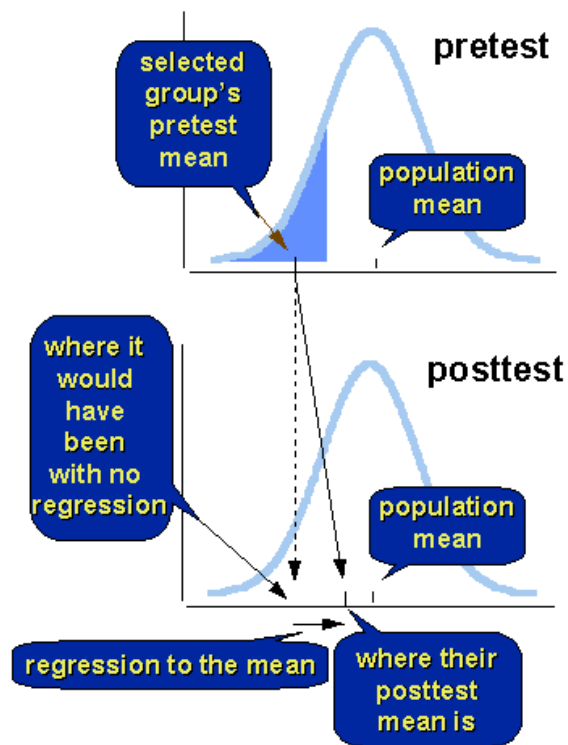 pretest
selected
group's
pretest
mean
population
mean
posttest
where it
would
have
been
with no
regression
population
mean
regression to the mean
where their
posttest
mean is